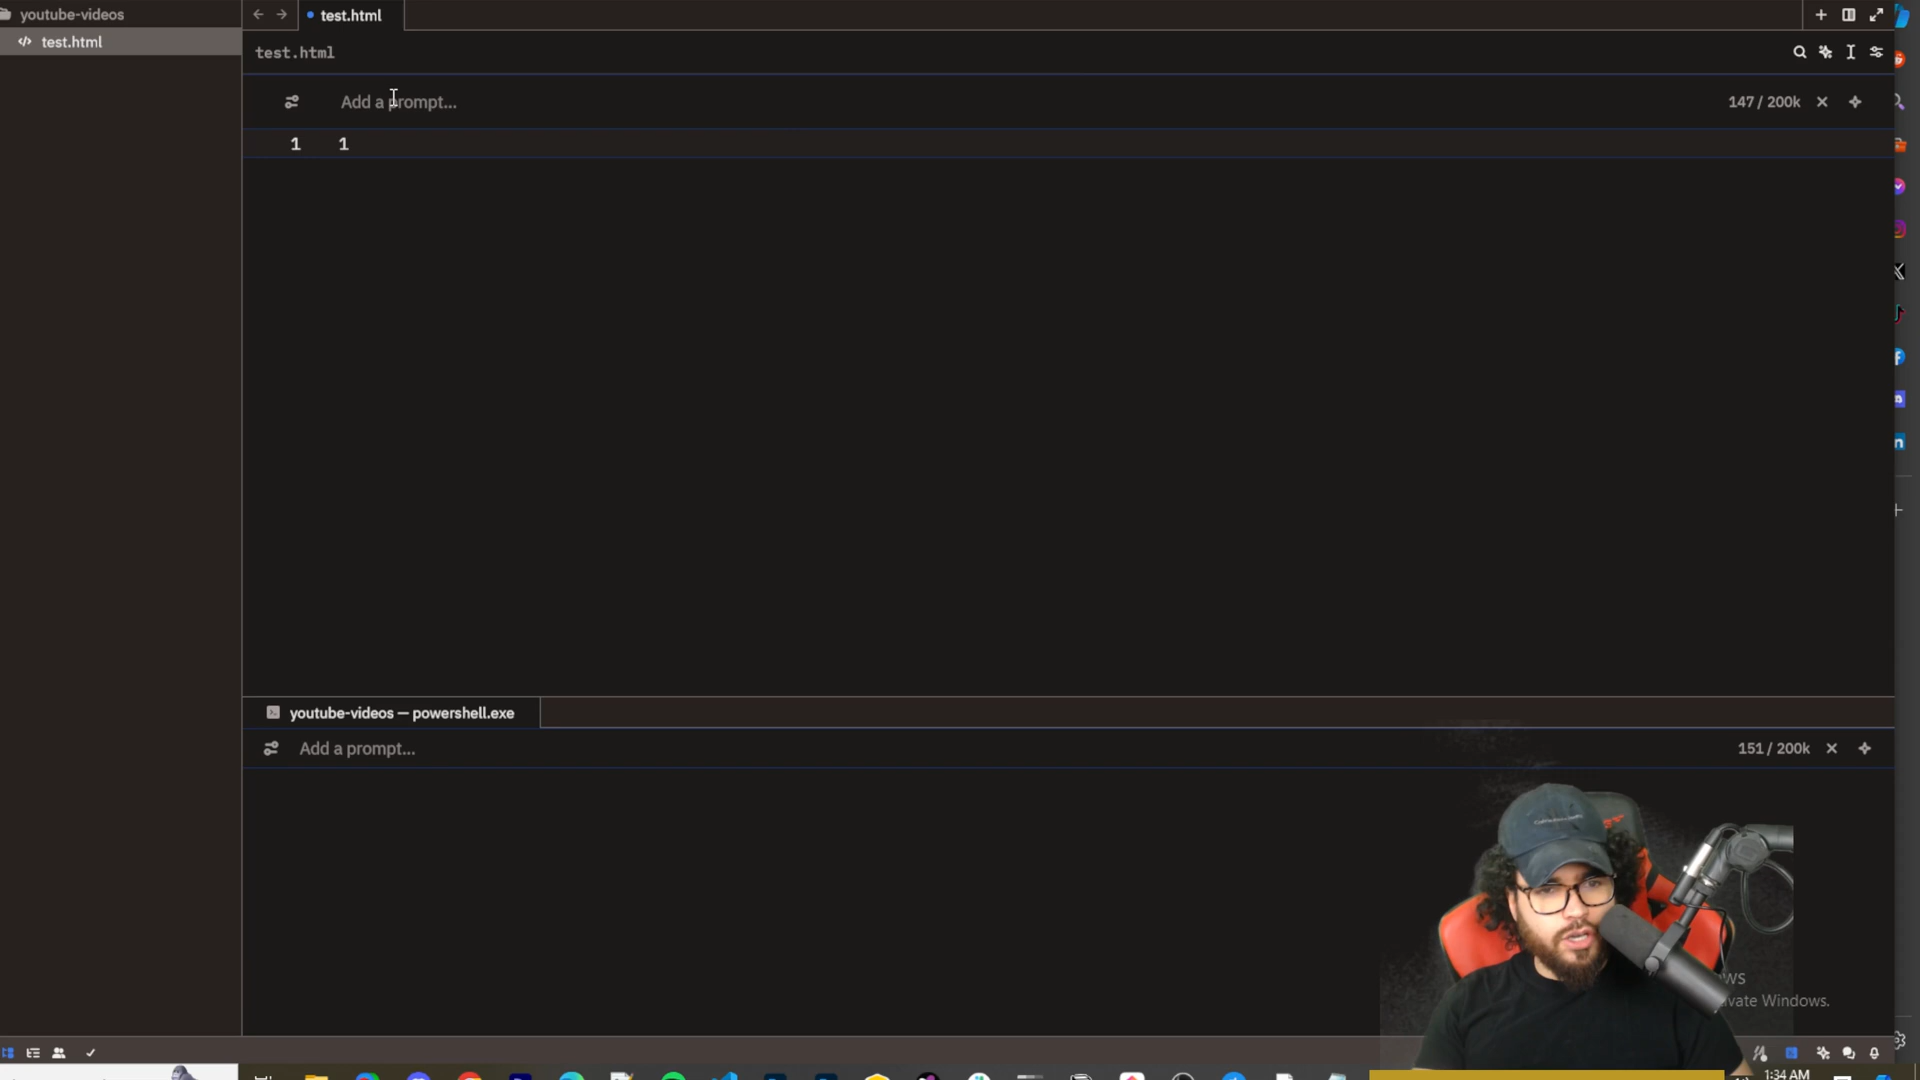 youtube-videos
test.html
test.html
test.html
Add a prompt...
147 / 200k
1 1
youtube-videos — powershell.exe
Add a prompt...
151 / 200k
ws
vate Windows.
1:34 AM